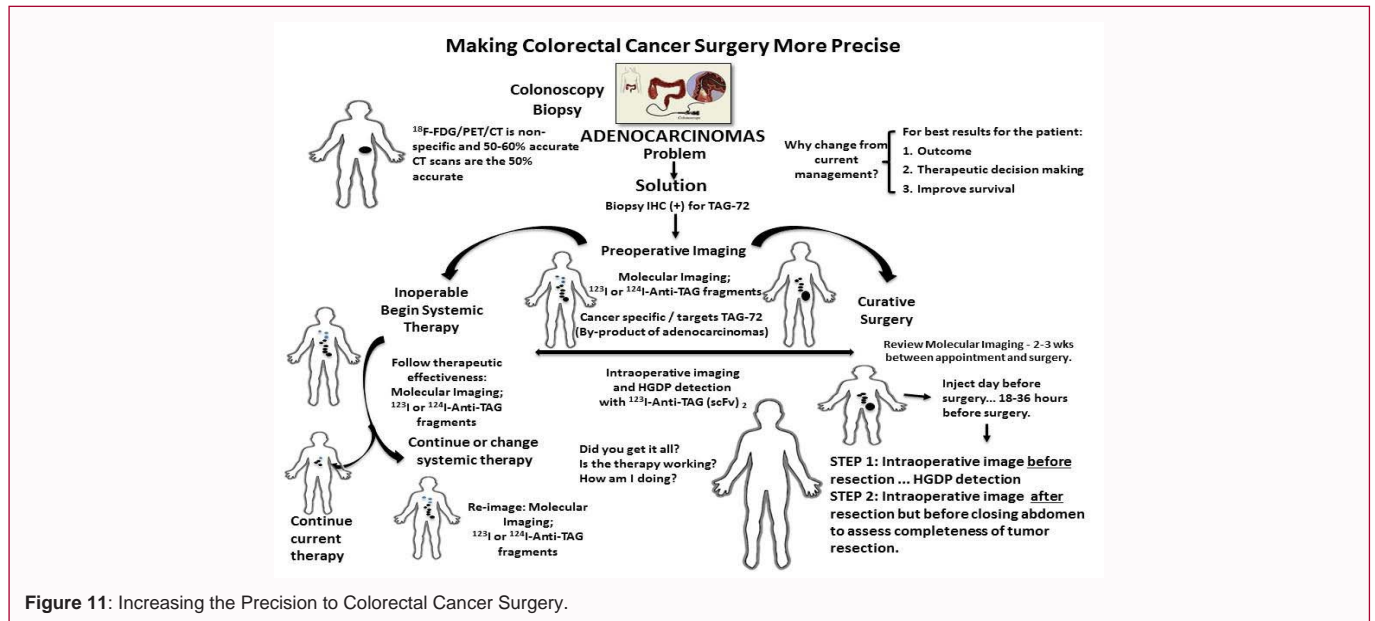 Making Colorectal Cancer Surgery More Precise
Colonoscopy
Biopsy
ADENOCARCINOMAS
Problem
¹⁸F-FDG/PET/CT is non-
specific and 50-60% accurate
CT scans are the 50%
accurate
Why change from
current
management?
For best results for the patient:
1. Outcome
2. Therapeutic decision making
3. Improve survival
Solution
Biopsy IHC (+) for TAG-72
Preoperative Imaging
Molecular Imaging;
¹²³I or ¹²⁴I-Anti-TAG fragments
Cancer specific / targets TAG-72
(By-product of adenocarcinomas)
Inoperable
Begin Systemic
Therapy
Curative
Surgery
Review Molecular Imaging - 2-3 wks
between appointment and surgery.
Follow therapeutic
effectiveness:
Molecular Imaging;
¹²³I or ¹²⁴I-Anti-TAG
fragments
Intraoperative imaging
and HGDP detection
with ¹²³I-Anti-TAG (scFv) ₂
Inject day before
surgery... 18-36 hours
before surgery.
Continue or change
systemic therapy
Did you get it all?
Is the therapy working?
How am I doing?
STEP 1: Intraoperative image before
resection ... HGDP detection
STEP 2: Intraoperative image after
resection but before closing abdomen
to assess completeness of tumor
resection.
Continue
current
therapy
Re-image: Molecular
Imaging;
¹²³I or ¹²⁴I-Anti-TAG
fragments
Figure 11: Increasing the Precision to Colorectal Cancer Surgery.